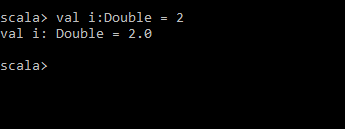 scala> val i:Double = 2
val i: Double = 2.0
scala>